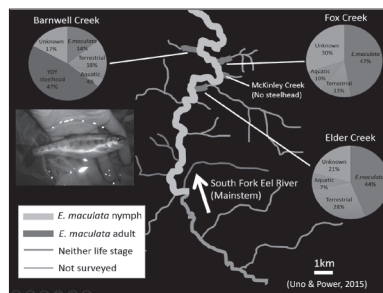 Barnwell Creek
Unknown
17%
E. maculata
14%
Terrestrial
18%
Aquatic
4%
YOY
steelhead
47%
Fox Creek
Unknown
30%
E. maculata
47%
Aquatic
10%
Terrestrial
13%
McKinley Creek
(No steelhead)
Elder Creek
Unknown
21%
Aquatic
7%
E. maculata
44%
Terrestrial
28%
South Fork Eel River
(Mainstem)
E. maculata nymph
E. maculata adult
Neither life stage
Not surveyed
1km
(Uno & Power, 2015)